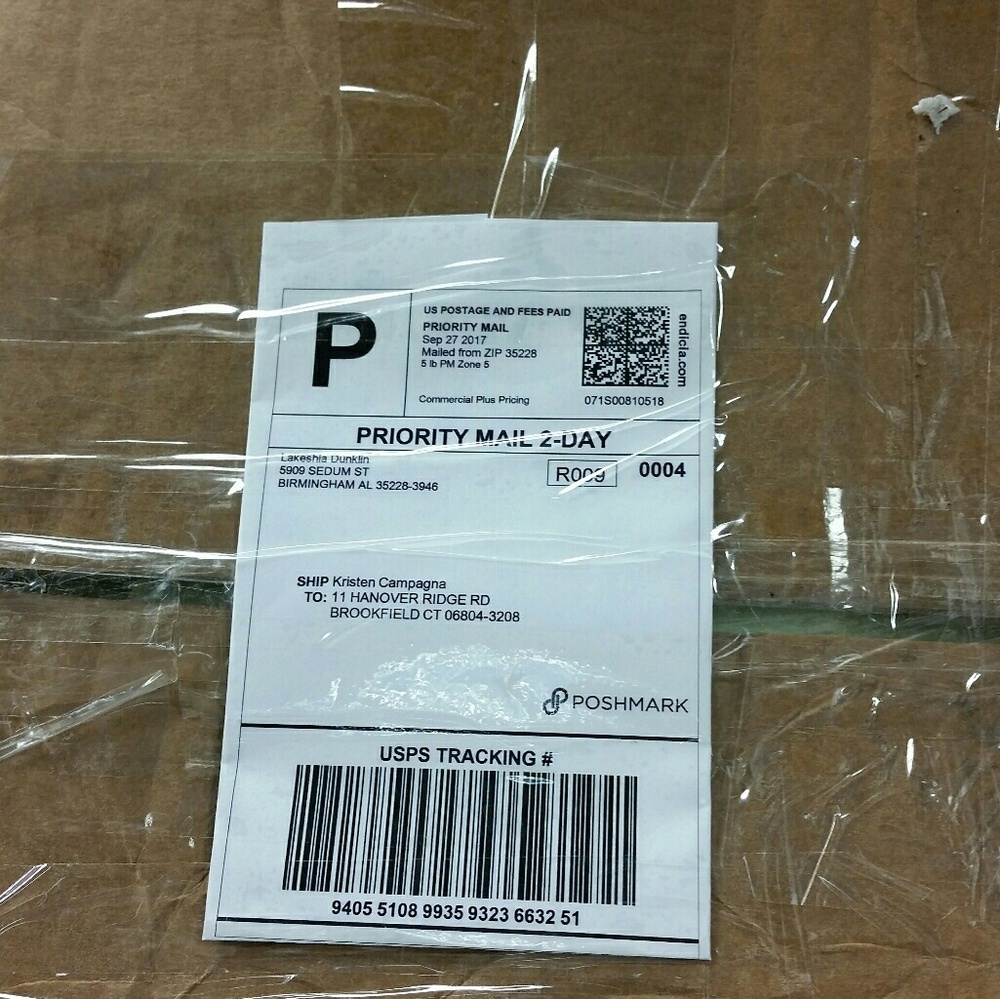 P
US POSTAGE AND FEES PAID
PRIORITY MAIL
Sep 27 2017
Mailed from ZIP 35228
5 lb PM Zone 5
Commercial Plus Pricing
071S00810518
endicia.com
PRIORITY MAIL 2-DAY
Lakeshia Dunklin
5909 SEDUM ST
BIRMINGHAM AL 35228-3946
R009
0004
SHIP Kristen Campagna
TO: 11 HANOVER RIDGE RD
BROOKFIELD CT 06804-3208
POSHMARK
USPS TRACKING #
9405 5108 9935 9323 6632 51